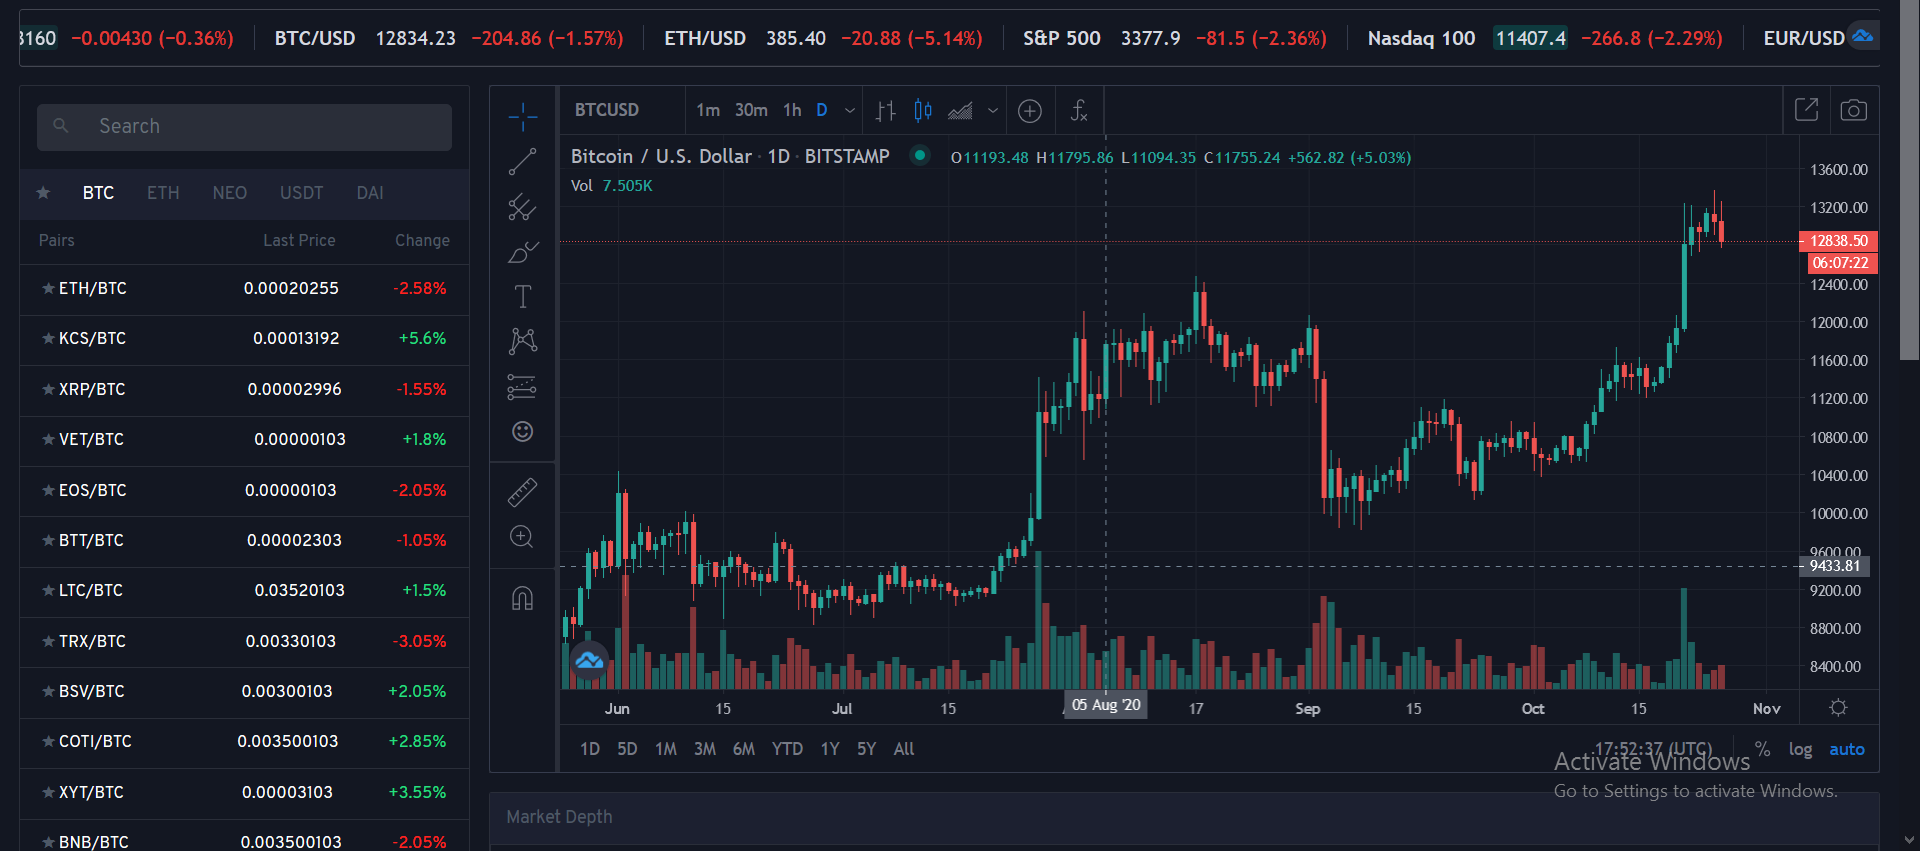 3160 −0.00430 (−0.36%) BTC/USD 12834.23 −204.86 (−1.57%) ETH/USD 385.40 −20.88 (−5.14%) S&P 500 3377.9 −81.5 (−2.36%) Nasdaq 100 11407.4 −266.8 (−2.29%) EUR/USD
Search
BTC ETH NEO USDT DAI
Pairs Last Price Change
ETH/BTC 0.00020255 -2.58%
KCS/BTC 0.00013192 +5.6%
XRP/BTC 0.00002996 -1.55%
VET/BTC 0.00000103 +1.8%
EOS/BTC 0.00000103 -2.05%
BTT/BTC 0.00002303 -1.05%
LTC/BTC 0.03520103 +1.5%
TRX/BTC 0.00330103 -3.05%
BSV/BTC 0.00300103 +2.05%
COTI/BTC 0.003500103 +2.85%
XYT/BTC 0.00003103 +3.55%
BNB/BTC 0.003500103 -2.05%
BTCUSD 1m 30m 1h D
Bitcoin / U.S. Dollar · 1D · BITSTAMP O11193.48 H11795.86 L11094.35 C11755.24 +562.82 (+5.03%)
Vol 7.505K
13600.00
13200.00
12838.50
06:07:22
12400.00
12000.00
11600.00
11200.00
10800.00
10400.00
10000.00
9600.00
9433.81
9200.00
8800.00
8400.00
Jun 15 Jul 15 05 Aug '20 17 Sep 15 Oct 15 Nov
1D 5D 1M 3M 6M YTD 1Y 5Y All 17:52:37 (UTC) % log auto
Activate Windows
Go to Settings to activate Windows.
Market Depth